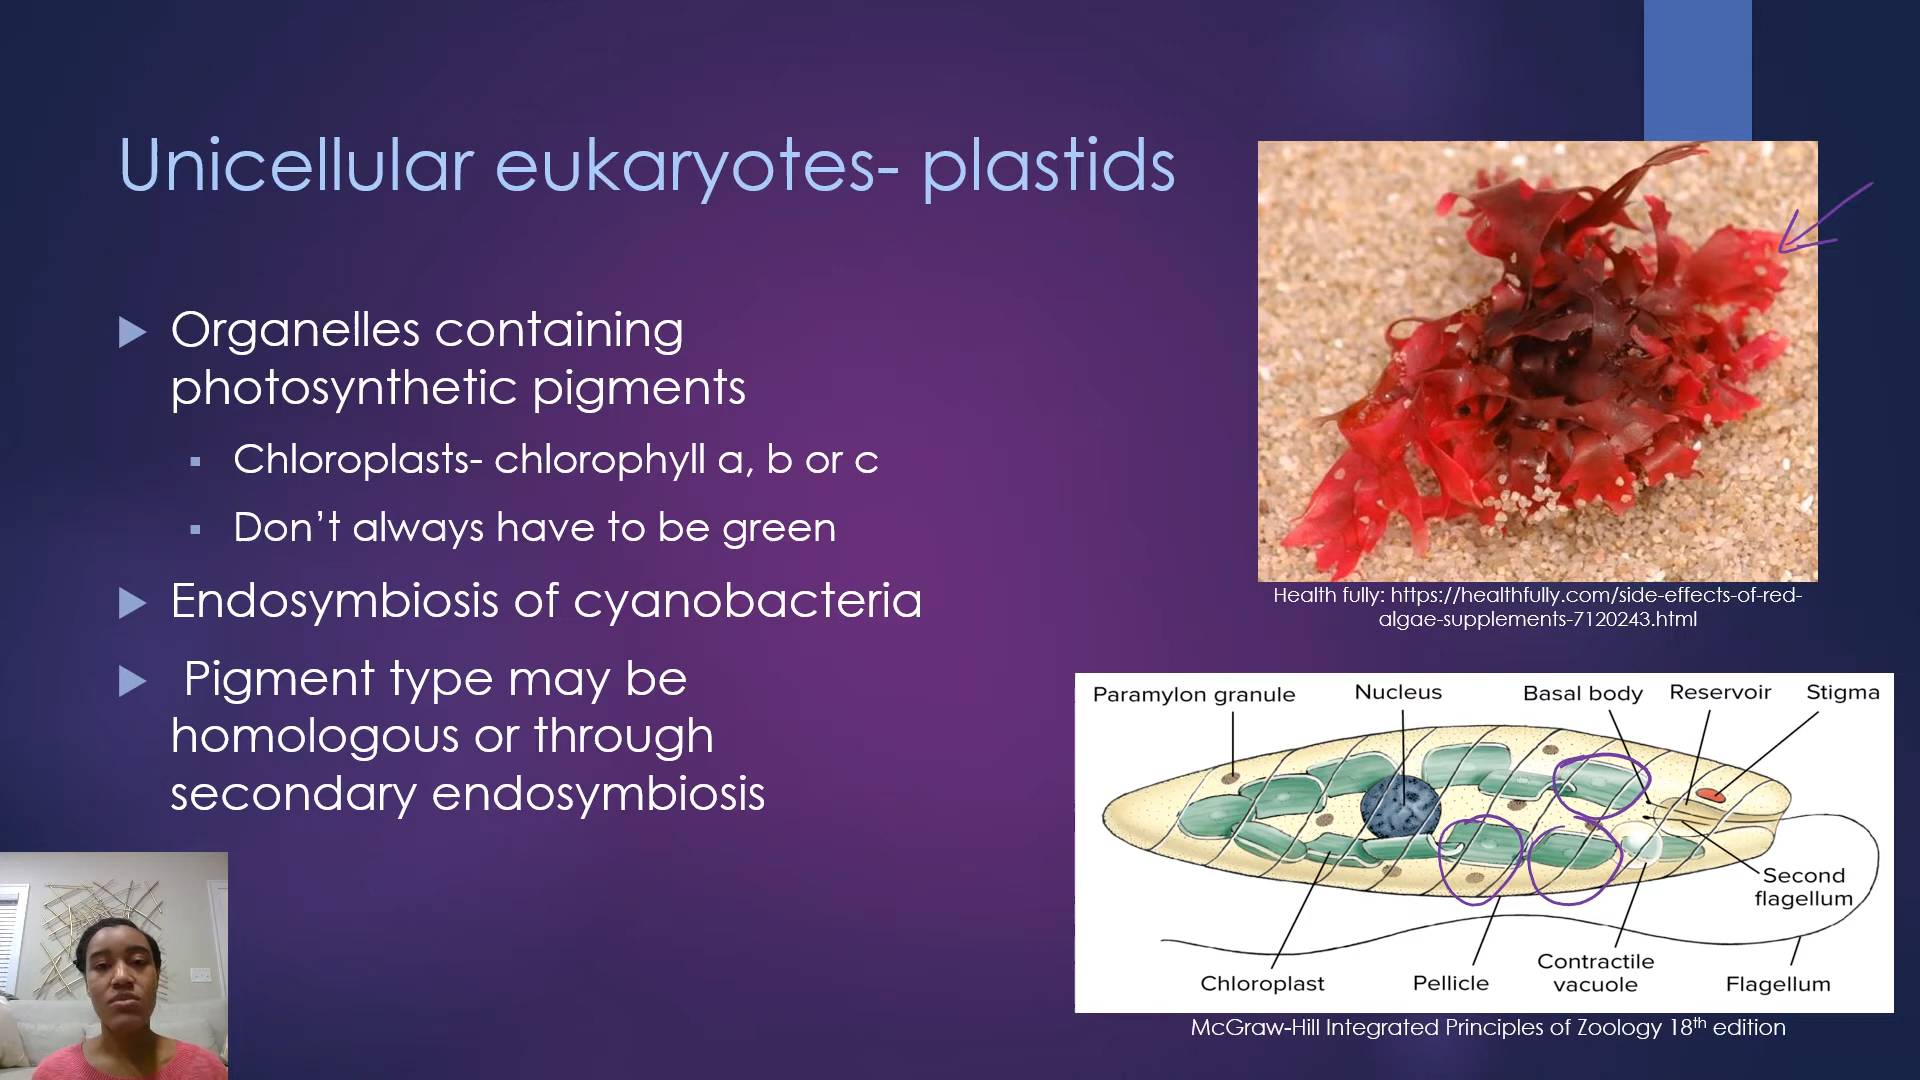 Unicellular eukaryotes- plastids
Organelles containing
photosynthetic pigments
Chloroplasts- chlorophyll a, b or c
Don’t always have to be green
Endosymbiosis of cyanobacteria
Pigment type may be
homologous or through
secondary endosymbiosis
Health fully: https://healthfully.com/side-effects-of-red-
algae-supplements-7120243.html
Paramylon granule
Nucleus
Basal body
Reservoir
Stigma
Second
flagellum
Chloroplast
Pellicle
Contractile
vacuole
Flagellum
McGraw-Hill Integrated Principles of Zoology 18th edition